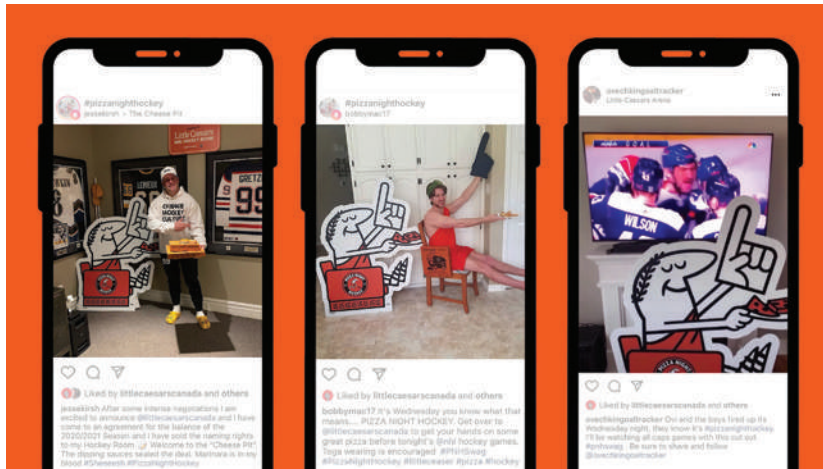 #pizzanighthockey
jessekirsh • The Cheese Pit
Little Caesars
LEMIEUX
GRETZKY
99
Liked by littlecaesarscanada and others
jessekirsh After some intense negotiations I am
excited to announce @littlecaesarscanada and I have
come to an agreement for the balance of the
2020/2021 Season and I have sold the naming rights
to my Hockey Room. Welcome to the "Cheese Pit".
The dipping sauces sealed the deal. Marinara is in my
blood #Sheeesh #PizzaNightHockey
#pizzanighthockey
bobbymac17
Liked by littlecaesarscanada and others
bobbymac17 It's Wednesday you know what that
means.... PIZZA NIGHT HOCKEY. Get over to
@littlecaesarscanada to get your hands on some
great pizza before tonight's @nhl hockey games.
Toga wearing is encouraged #PNHSwag
#PizzaNightHockey #littleceaser #pizza #hockey
ovechkingoaltracker
Little Caesars Arena
GOAL
WILSON
PIZZA NIGHT
Liked by littlecaesarscanada and others
ovechkingoaltracker Ovi and the boys fired up its
Wednesday night, they know it's #pizzanighthockey.
I'll be watching all caps games with this cut out
#pnhswag . Be sure to share and follow
@ovechkingoaltracker